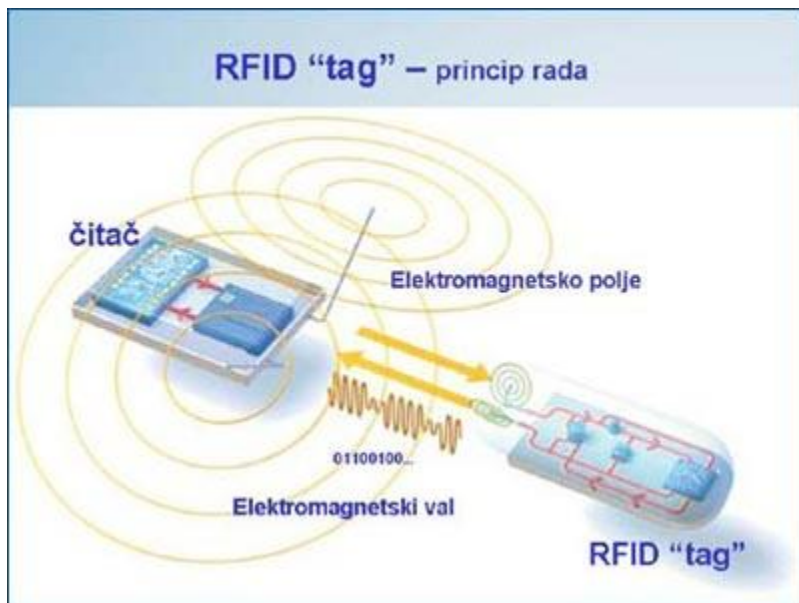 RFID “tag” – princip rada
čitač
Elektromagnetsko polje
01100100...
Elektromagnetski val
RFID “tag”